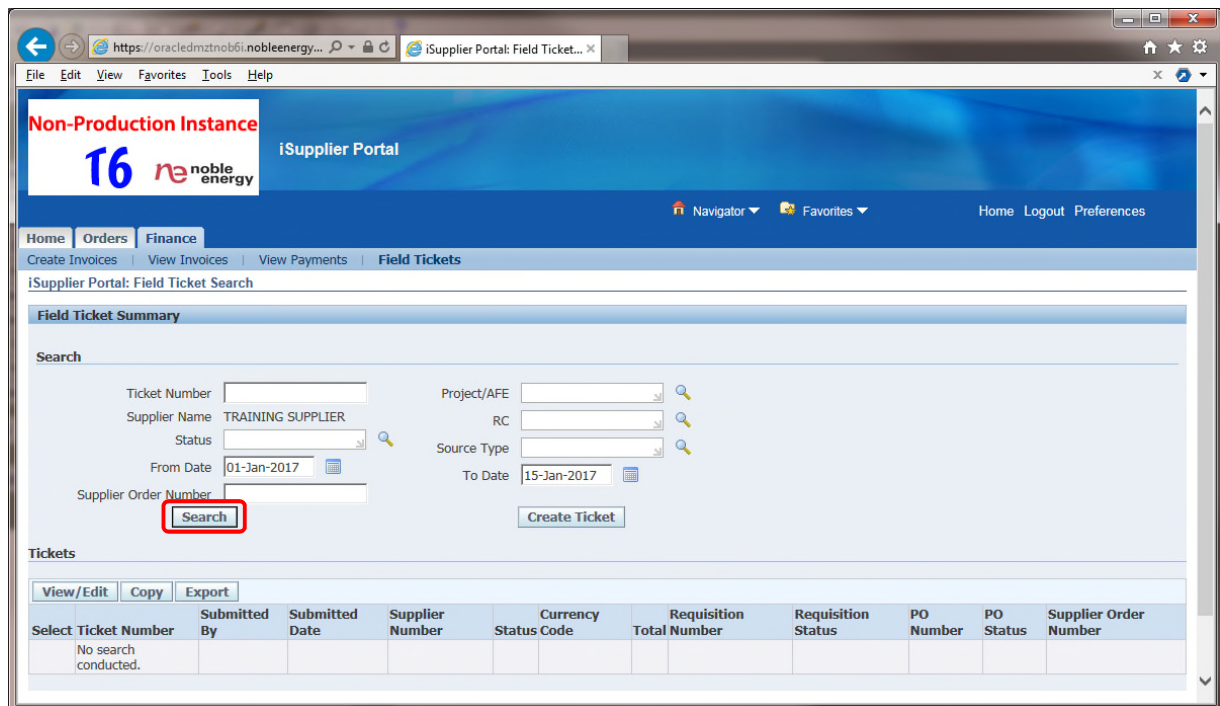 https://oracledmztnob6i.nobleenergy...
iSupplier Portal: Field Ticket...
File Edit View Favorites Tools Help
Non-Production Instance
T6 ne noble energy
iSupplier Portal
Navigator Favorites Home Logout Preferences
Home Orders Finance
Create Invoices | View Invoices | View Payments | Field Tickets
iSupplier Portal: Field Ticket Search
Field Ticket Summary
Search
Ticket Number Project/AFE
Supplier Name TRAINING SUPPLIER RC
Status Source Type
From Date 01-Jan-2017 To Date 15-Jan-2017
Supplier Order Number
Search Create Ticket
Tickets
View/Edit Copy Export
Select Ticket Number Submitted By Submitted Date Supplier Number Status Currency Code Total Requisition Number Requisition Status PO Number PO Status Supplier Order Number
No search conducted.